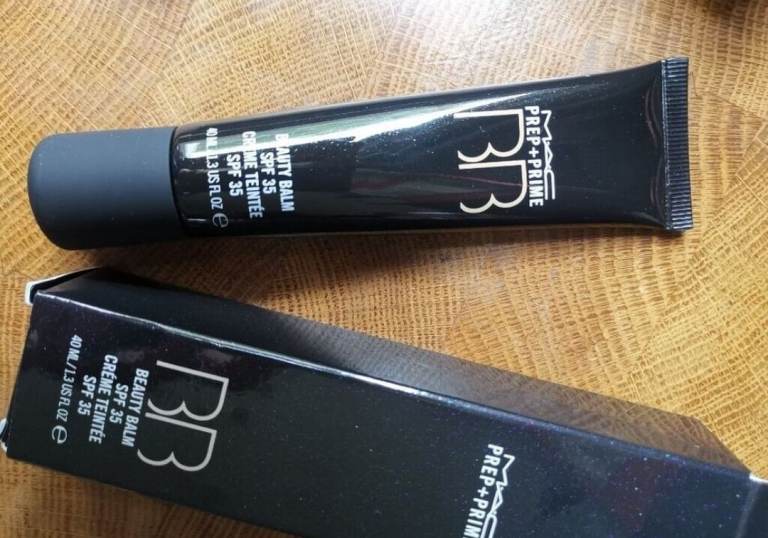 MAC
PREP+PRIME
BB
BEAUTY BALM
SPF 35
CRÈME TEINTÉE
SPF 35
40 ML/1.3 US FL OZ ℮
MAC
PREP+PRIME
BB
BEAUTY BALM
SPF 35
CRÈME TEINTÉE
SPF 35
40 ML/1.3 US FL OZ ℮